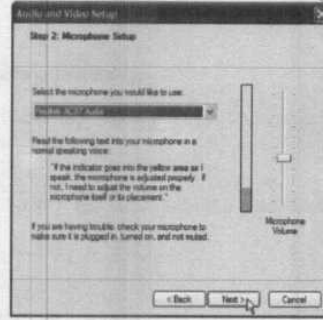 Audio and Video Setup
Step 2: Microphone Setup
Select the microphone you would like to use:
Realtek AC97 Audio
Read the following text into your microphone in a
normal speaking voice:
"If the indicator goes into the yellow area as I
speak, the microphone is adjusted properly. If
not, I need to adjust the volume on the
microphone itself or its placement."
If you are having trouble, check your microphone to
make sure it is plugged in, turned on, and not muted.
Microphone
Volume
< Back
Next >
Cancel